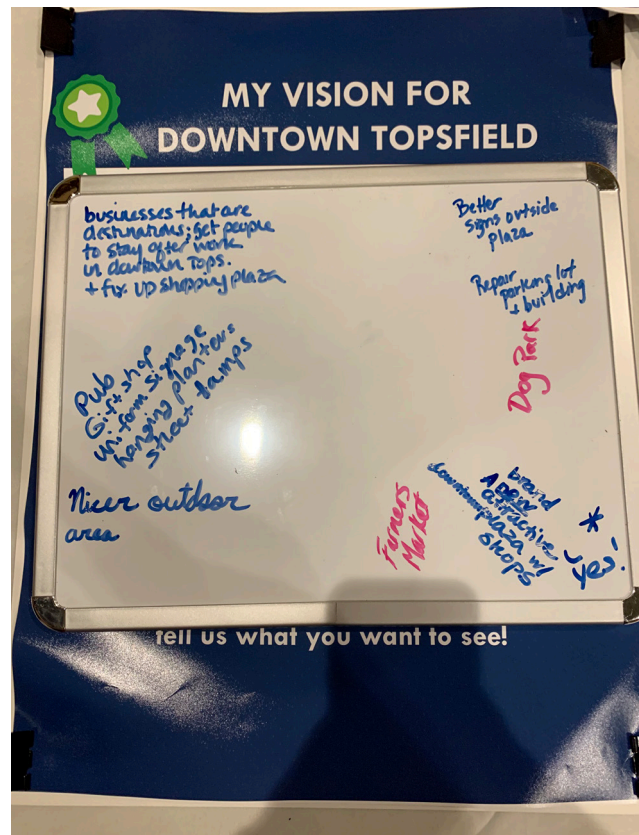 MY VISION FOR
DOWNTOWN TOPSFIELD
businesses that are
destinations; get people
to stay after work
in downtown Tops.
+ fix up shopping plaza
Better
signs outside
plaza
Repair
parking lot
+ building
Dog Park
Pub
Gift shop
uniform signage
hanging planters
street lamps
Nicer outdoor
area
Farmers
Market
A brand
new
attractive
downtown plaza w/
shops
* yes!
tell us what you want to see!